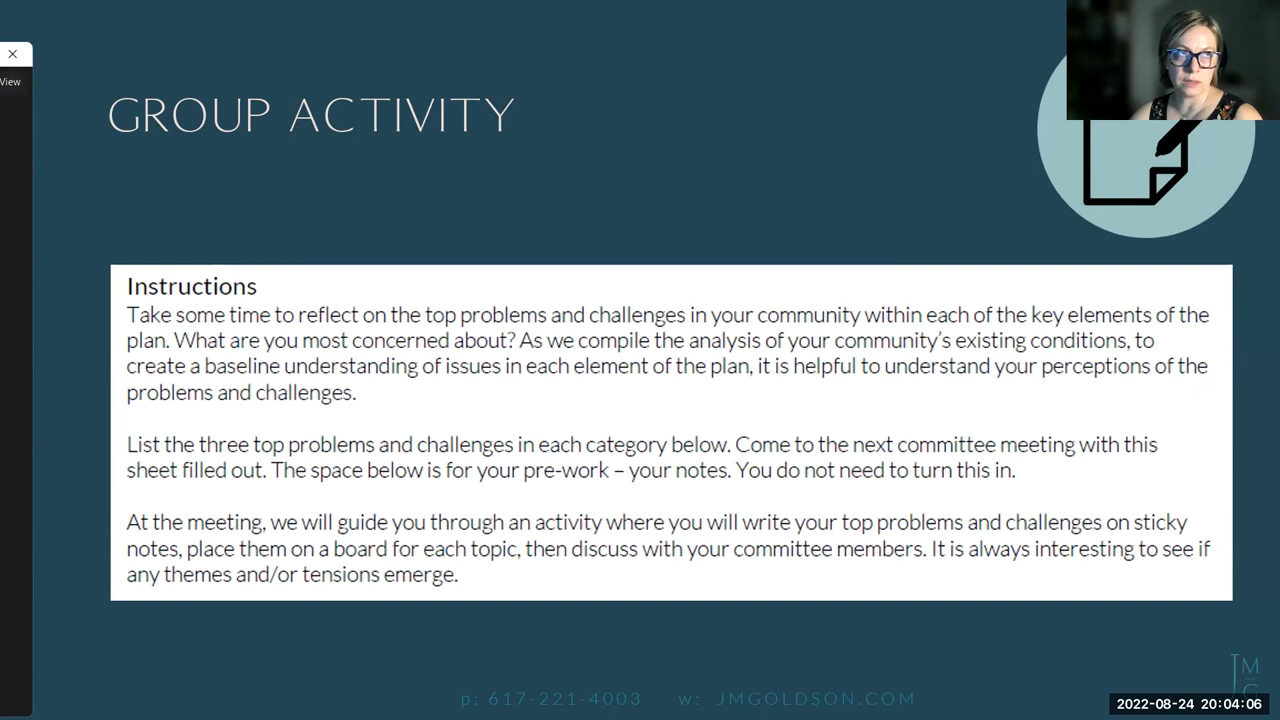 View
GROUP ACTIVITY
Instructions
Take some time to reflect on the top problems and challenges in your community within each of the key elements of the
plan. What are you most concerned about? As we compile the analysis of your community's existing conditions, to
create a baseline understanding of issues in each element of the plan, it is helpful to understand your perceptions of the
problems and challenges.
List the three top problems and challenges in each category below. Come to the next committee meeting with this
sheet filled out. The space below is for your pre-work – your notes. You do not need to turn this in.
At the meeting, we will guide you through an activity where you will write your top problems and challenges on sticky
notes, place them on a board for each topic, then discuss with your committee members. It is always interesting to see if
any themes and/or tensions emerge.
JM
G
p: 617-221-4003 w: JMGOLDSON.COM
2022-08-24 20:04:06